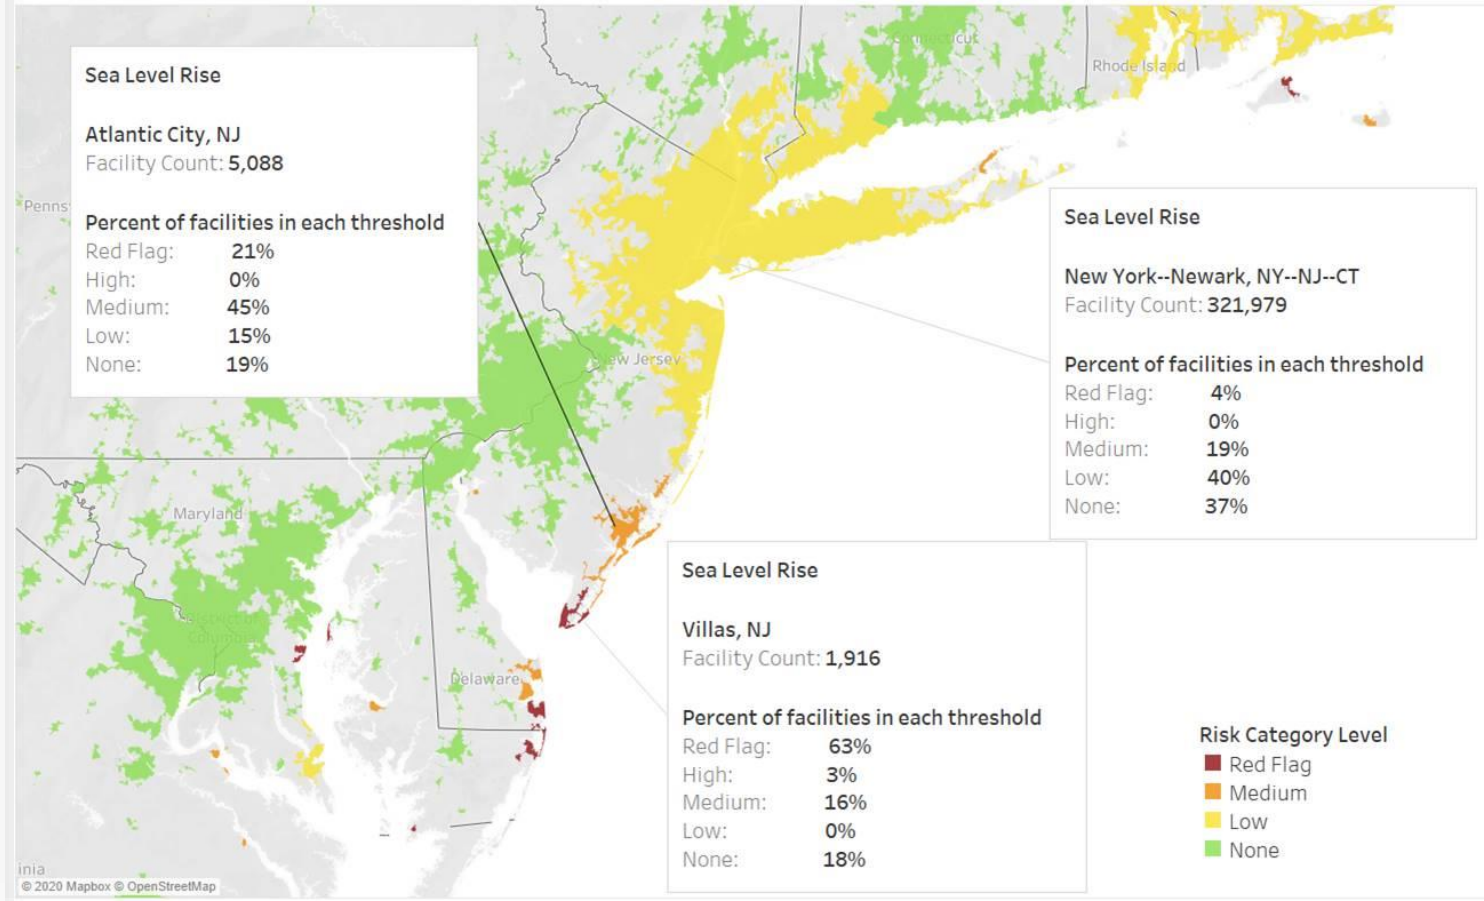 Sea Level Rise
Atlantic City, NJ
Facility Count: 5,088
Percent of facilities in each threshold
Red Flag: 21%
High: 0%
Medium: 45%
Low: 15%
None: 19%
Penns
Connecticut
Rhode Island
Sea Level Rise
New York--Newark, NY--NJ--CT
Facility Count: 321,979
Percent of facilities in each threshold
Red Flag: 4%
High: 0%
Medium: 19%
Low: 40%
None: 37%
New Jersey
Maryland
District of
Columbia
Delaware
Sea Level Rise
Villas, NJ
Facility Count: 1,916
Percent of facilities in each threshold
Red Flag: 63%
High: 3%
Medium: 16%
Low: 0%
None: 18%
Risk Category Level
Red Flag
Medium
Low
None
inia
© 2020 Mapbox © OpenStreetMap